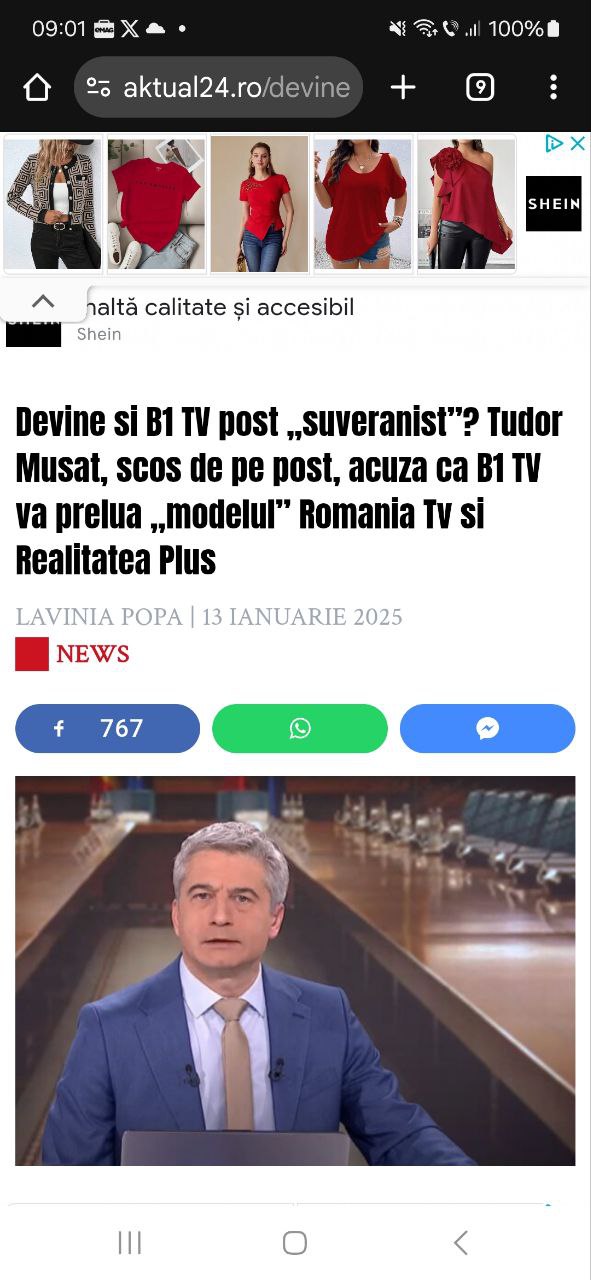 09:01
100%
aktual24.ro/devine
9
SHEIN
naltă calitate și accesibil
Shein
Devine si B1 TV post „suveranist”? Tudor
Musat, scos de pe post, acuza ca B1 TV
va prelua „modelul” Romania Tv si
Realitatea Plus
LAVINIA POPA | 13 IANUARIE 2025
NEWS
767